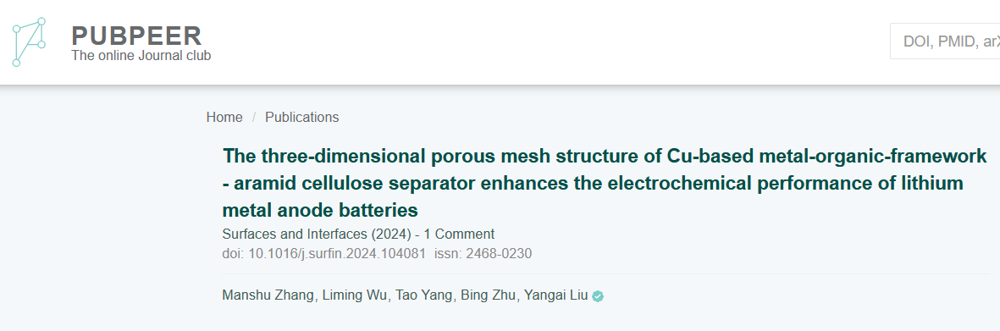 PUBPEER
The online Journal club
DOI, PMID, arX
Home / Publications
The three-dimensional porous mesh structure of Cu-based metal-organic-framework
- aramid cellulose separator enhances the electrochemical performance of lithium
metal anode batteries
Surfaces and Interfaces (2024) - 1 Comment
doi: 10.1016/j.surfin.2024.104081 issn: 2468-0230
Manshu Zhang, Liming Wu, Tao Yang, Bing Zhu, Yangai Liu